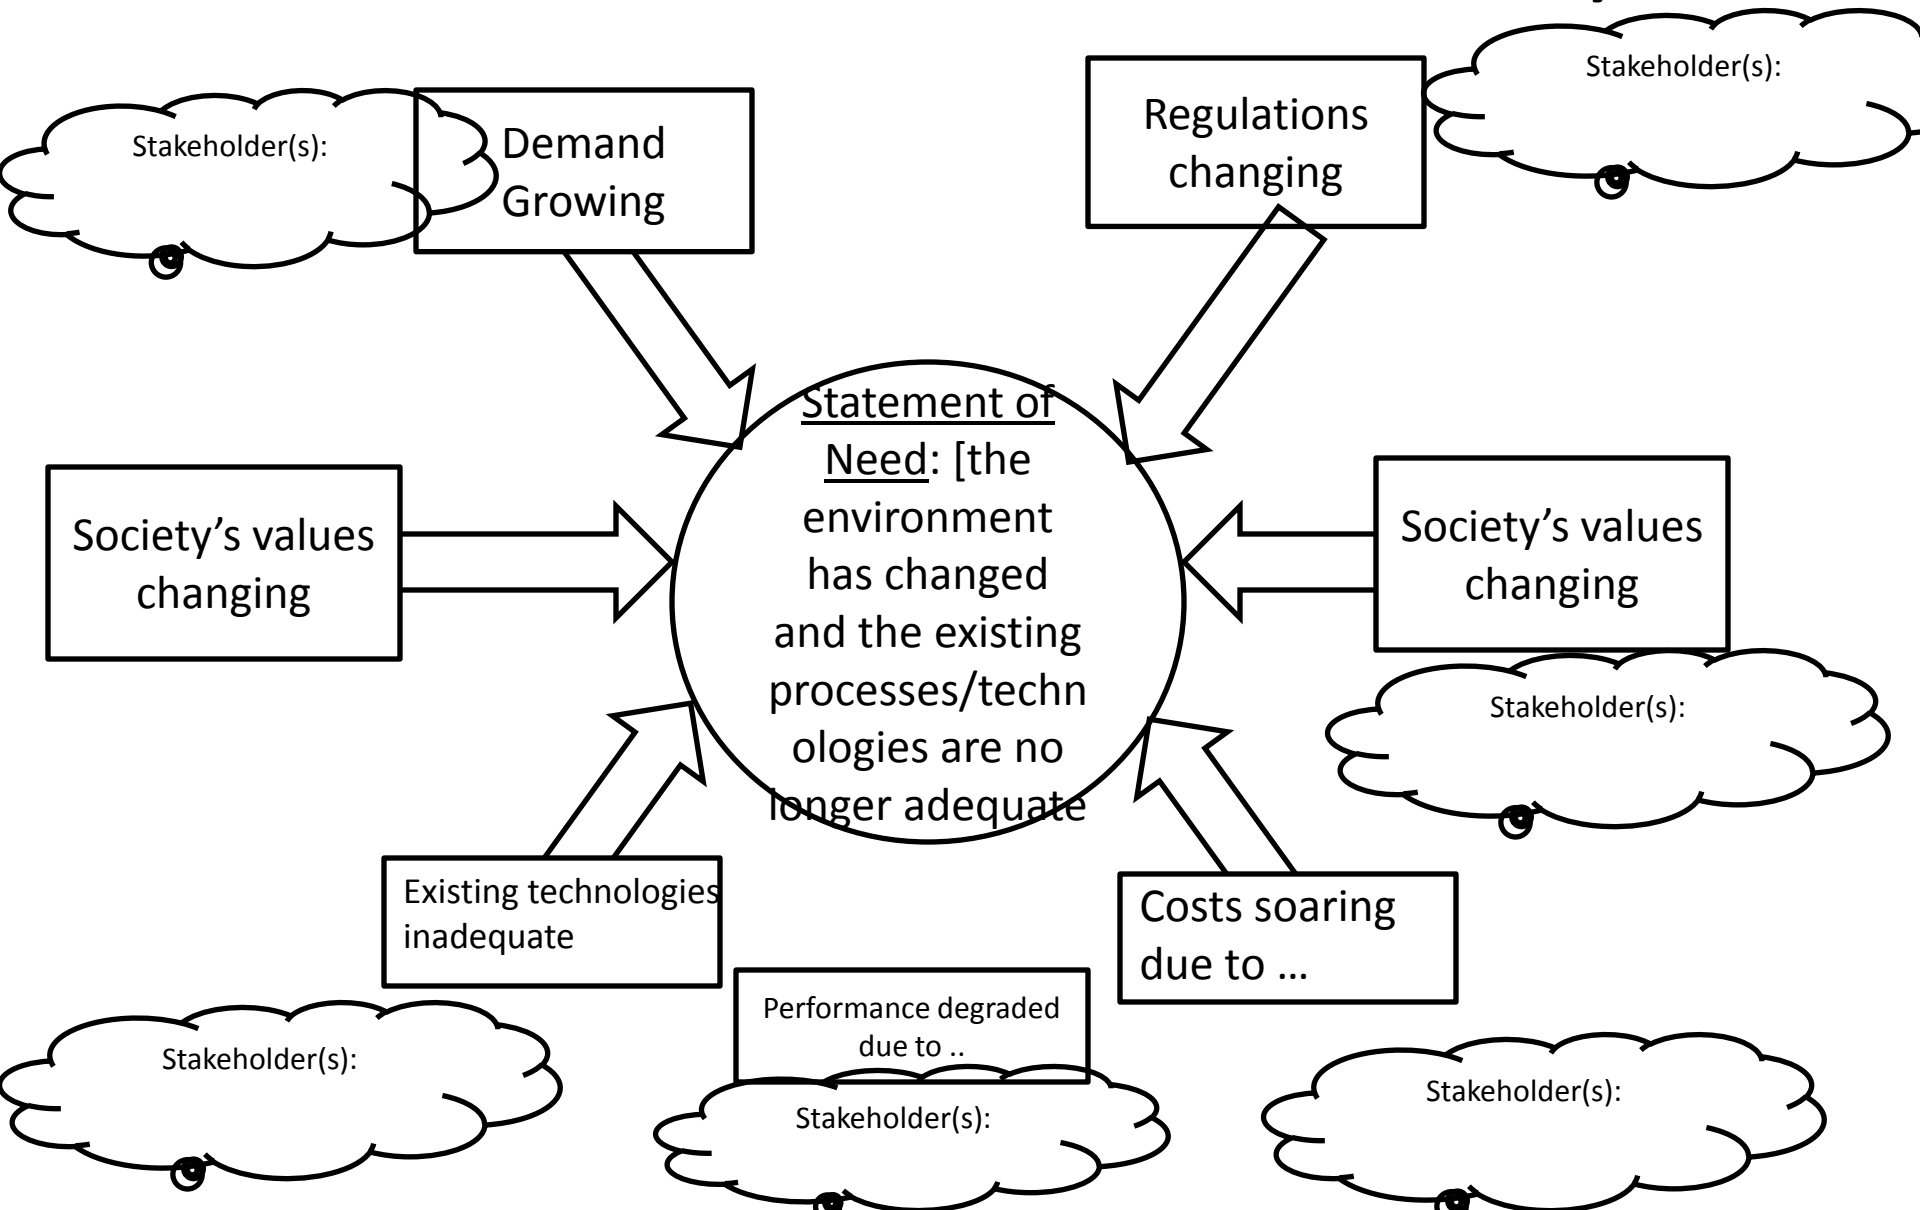 Stakeholder(s):
Demand
Growing
Regulations
changing
Stakeholder(s):
Society’s values
changing
Statement of
Need: [the
environment
has changed
and the existing
processes/techn
ologies are no
longer adequate
Society’s values
changing
Stakeholder(s):
Existing technologies
inadequate
Costs soaring
due to ...
Performance degraded
due to ..
Stakeholder(s):
Stakeholder(s):
Stakeholder(s):